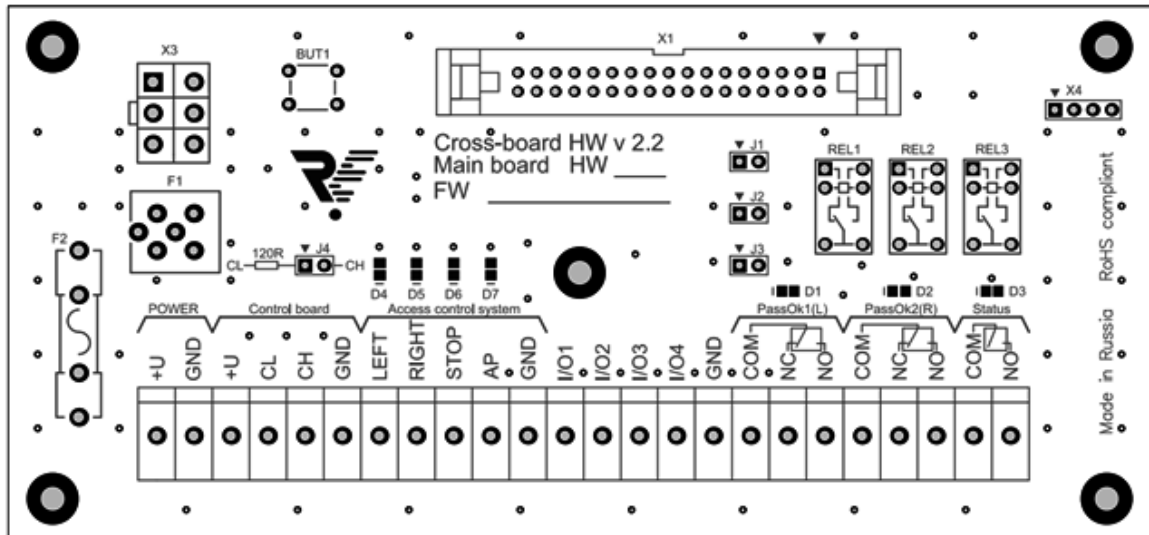 X3
BUT1
X1
X4
Cross-board HW v 2.2
Main board HW ____
FW ____________
J1
J2
J3
REL1
REL2
REL3
F1
F2
CL
120R
J4
CH
D4
D5
D6
D7
D1
D2
D3
POWER
Control board
Access control system
PassOk1(L)
PassOk2(R)
Status
+U
GND
+U
CL
CH
GND
LEFT
RIGHT
STOP
AP
GND
I/O1
I/O2
I/O3
I/O4
GND
COM
NC
NO
COM
NC
NO
COM
NO
Made in Russia RoHS compliant